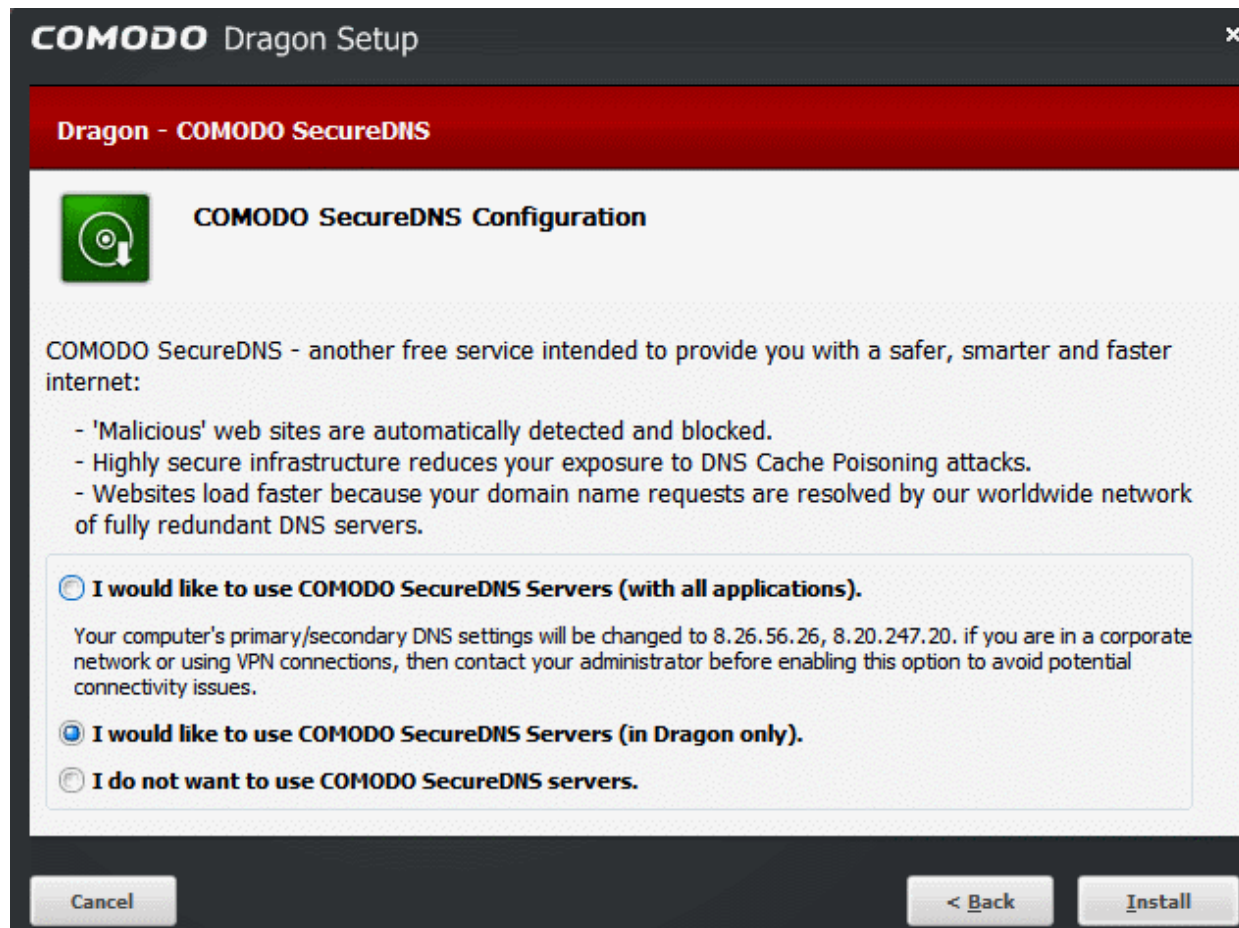 COMODO Dragon Setup
x
Dragon - COMODO SecureDNS
COMODO SecureDNS Configuration
COMODO SecureDNS - another free service intended to provide you with a safer, smarter and faster
internet:
- 'Malicious' web sites are automatically detected and blocked.
- Highly secure infrastructure reduces your exposure to DNS Cache Poisoning attacks.
- Websites load faster because your domain name requests are resolved by our worldwide network
of fully redundant DNS servers.
I would like to use COMODO SecureDNS Servers (with all applications).
Your computer's primary/secondary DNS settings will be changed to 8.26.56.26, 8.20.247.20. if you are in a corporate
network or using VPN connections, then contact your administrator before enabling this option to avoid potential
connectivity issues.
I would like to use COMODO SecureDNS Servers (in Dragon only).
I do not want to use COMODO SecureDNS servers.
Cancel
< Back
Install